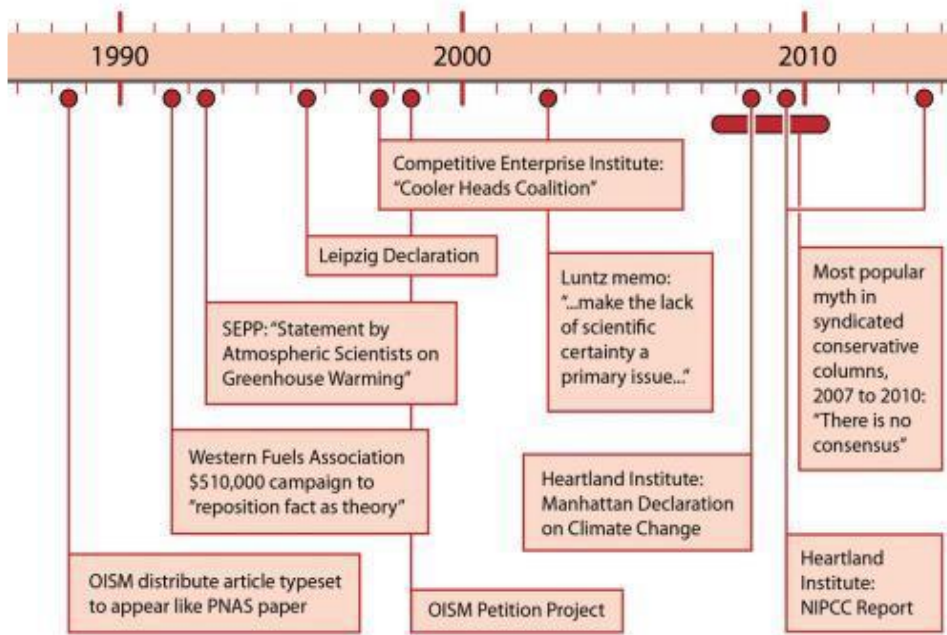 1990
2000
2010
Competitive Enterprise Institute:
“Cooler Heads Coalition”
Leipzig Declaration
Luntz memo:
“...make the lack
of scientific
certainty a
primary issue...”
Most popular
myth in
syndicated
conservative
columns,
2007 to 2010:
“There is no
consensus”
SEPP: “Statement by
Atmospheric Scientists on
Greenhouse Warming”
Western Fuels Association
$510,000 campaign to
“reposition fact as theory”
Heartland Institute:
Manhattan Declaration
on Climate Change
OISM distribute article typeset
to appear like PNAS paper
OISM Petition Project
Heartland
Institute:
NIPCC Report